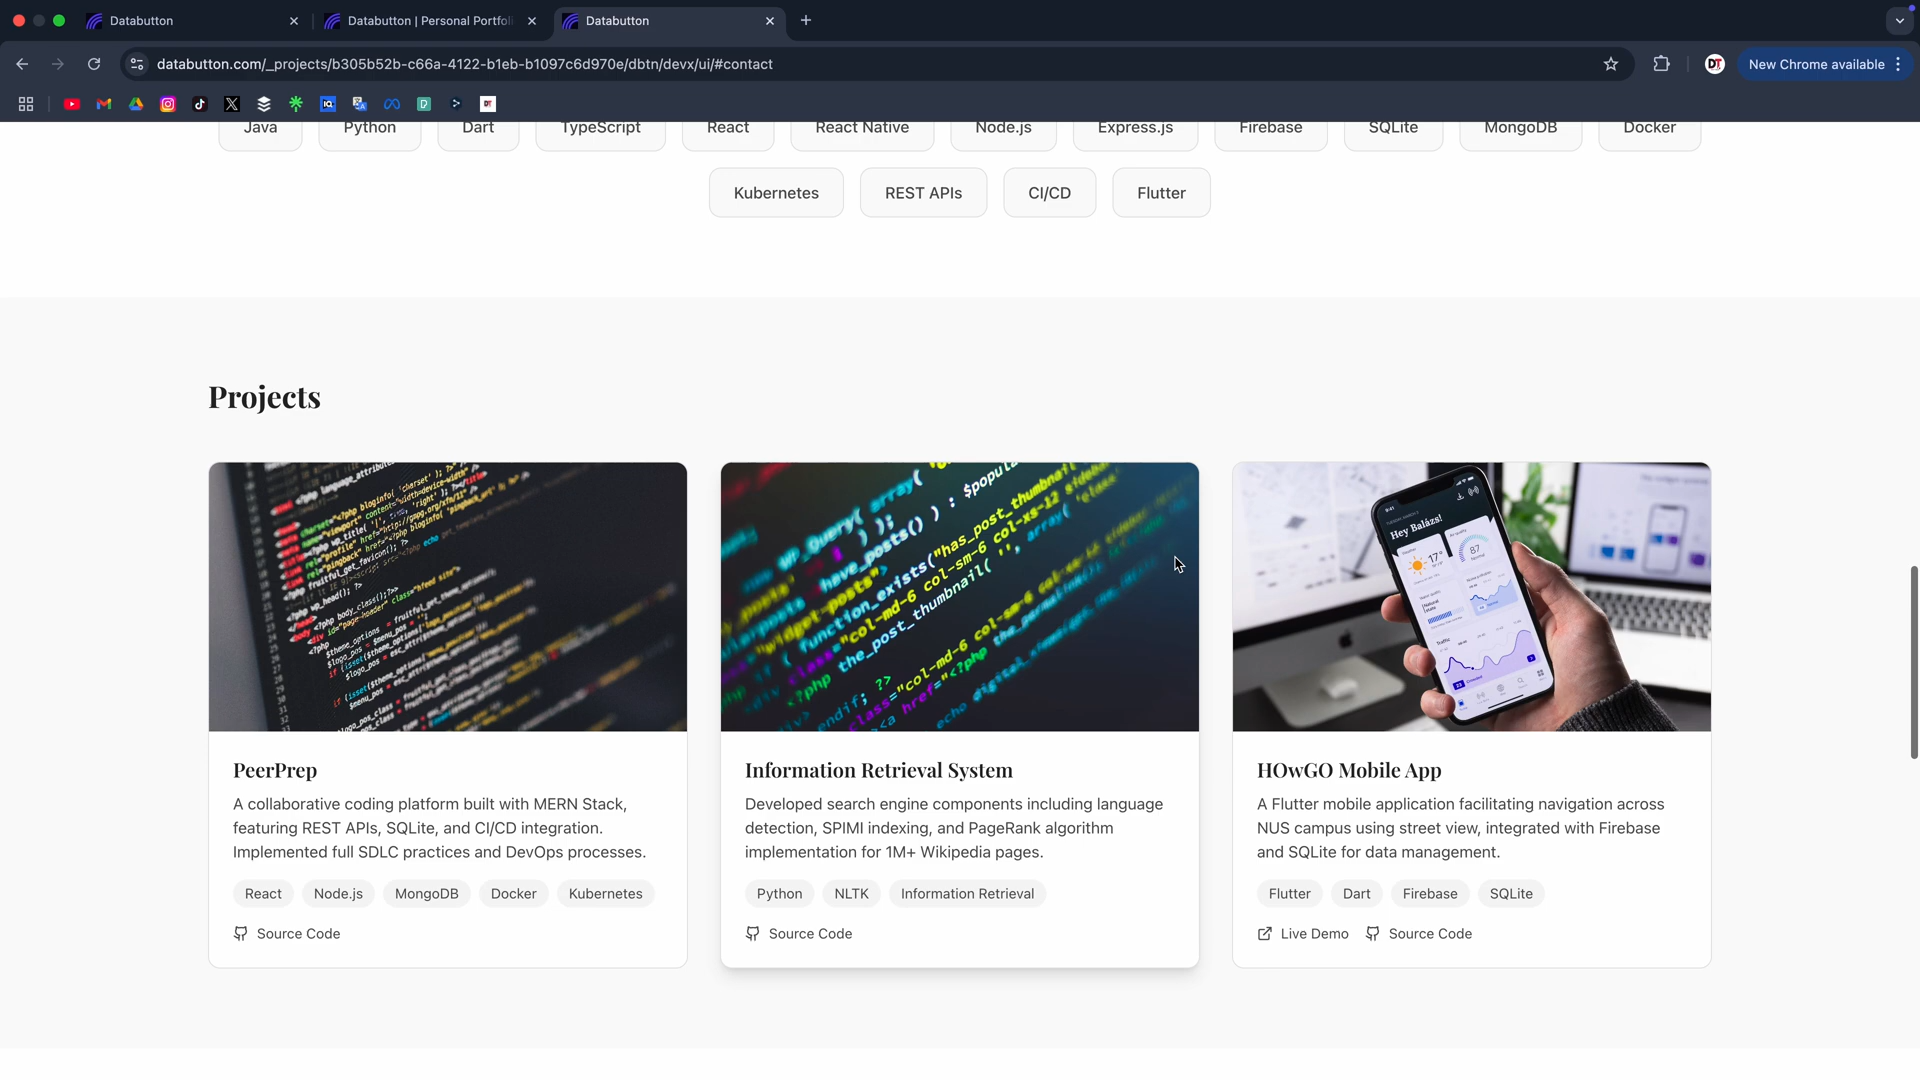 Databutton
Databutton | Personal Portfoli
Databutton
databutton.com/_projects/b305b52b-c66a-4122-b1eb-b1097c6d970e/dbtn/devx/ui/#contact
New Chrome available
Java Python Dart TypeScript React React Native Node.js Express.js Firebase SQLite MongoDB Docker
Kubernetes REST APIs CI/CD Flutter
Projects
function_exists("has_post_thumbnail
the_post_thumbnail(
Hey Balázs!
PeerPrep
A collaborative coding platform built with MERN Stack,
featuring REST APIs, SQLite, and CI/CD integration.
Implemented full SDLC practices and DevOps processes.
React Node.js MongoDB Docker Kubernetes
Source Code
Information Retrieval System
Developed search engine components including language
detection, SPIMI indexing, and PageRank algorithm
implementation for 1M+ Wikipedia pages.
Python NLTK Information Retrieval
Source Code
HOwGO Mobile App
A Flutter mobile application facilitating navigation across
NUS campus using street view, integrated with Firebase
and SQLite for data management.
Flutter Dart Firebase SQLite
Live Demo Source Code